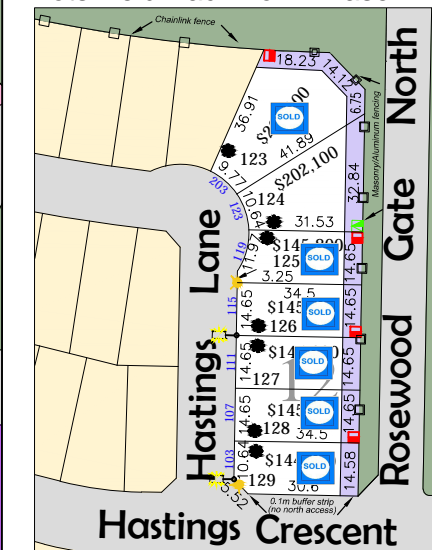 Chainlink fence
18.23
14.12
6.75
North
36.91
SOLD
41.89
Masonry/Aluminum fencing
123
9.77
$202,100
203
123
10.64
124
32.84
Gate
31.53
Lane
119
11.97
125
SOLD
14.65
3.25
34.5
115
14.65
$145
SOLD
126
14.65
111
14.65
127
SOLD
14.65
12
Rosewood
107
14.65
$145
SOLD
128
34.5
14.65
Hastings
103
10.64
$144
SOLD
129
30.6
14.58
0.1m buffer strip
(no north access)
Hastings Crescent